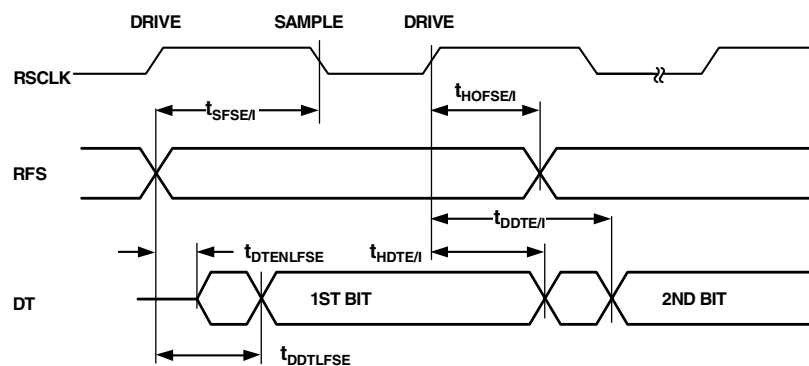 DRIVE SAMPLE DRIVE
RSCLK
tSFSE/I
tHOFSE/I
RFS
tDDTE/I
tDTENLFSE
tHDTE/I
DT
1ST BIT
2ND BIT
tDDTLFSE